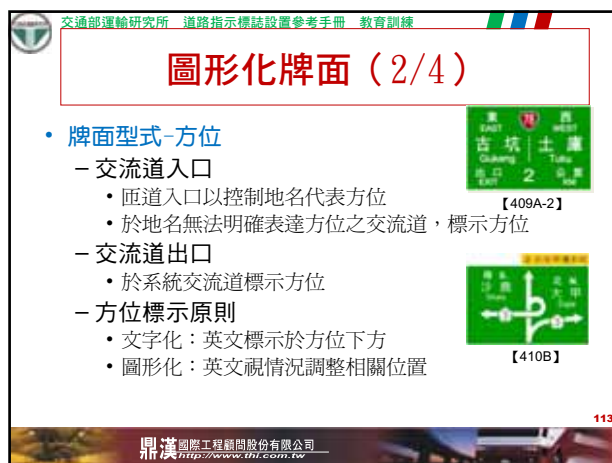 交通部運輸研究所 道路指示標誌設置參考手冊 教育訓練
圖形化牌面（2/4）
• 牌面型式-方位
– 交流道入口
• 匝道入口以控制地名代表方位
• 於地名無法明確表達方位之交流道，標示方位
– 交流道出口
• 於系統交流道標示方位
– 方位標示原則
• 文字化：英文標示於方位下方
• 圖形化：英文視情況調整相關位置
東 78 西
EAST WEST
古坑 土庫
Gukeng Tuku
出口 2 公里
EXIT KM
【409A-2】
沙鹿 大甲
【410B】
113
鼎漢國際工程顧問股份有限公司
http://www.thi.com.tw